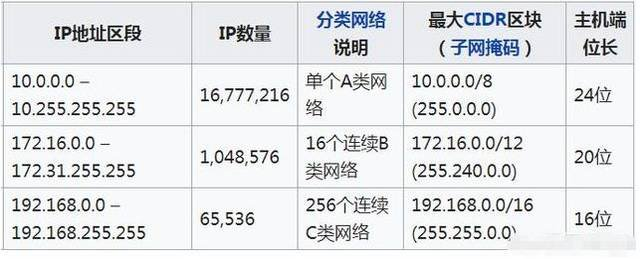 IP地址区段 IP数量 分类网络说明 最大CIDR区块（子网掩码） 主机端位长
10.0.0.0 – 10.255.255.255 16,777,216 单个A类网络 10.0.0.0/8 (255.0.0.0) 24位
172.16.0.0 – 172.31.255.255 1,048,576 16个连续B类网络 172.16.0.0/12 (255.240.0.0) 20位
192.168.0.0 – 192.168.255.255 65,536 256个连续C类网络 192.168.0.0/16 (255.255.0.0) 16位